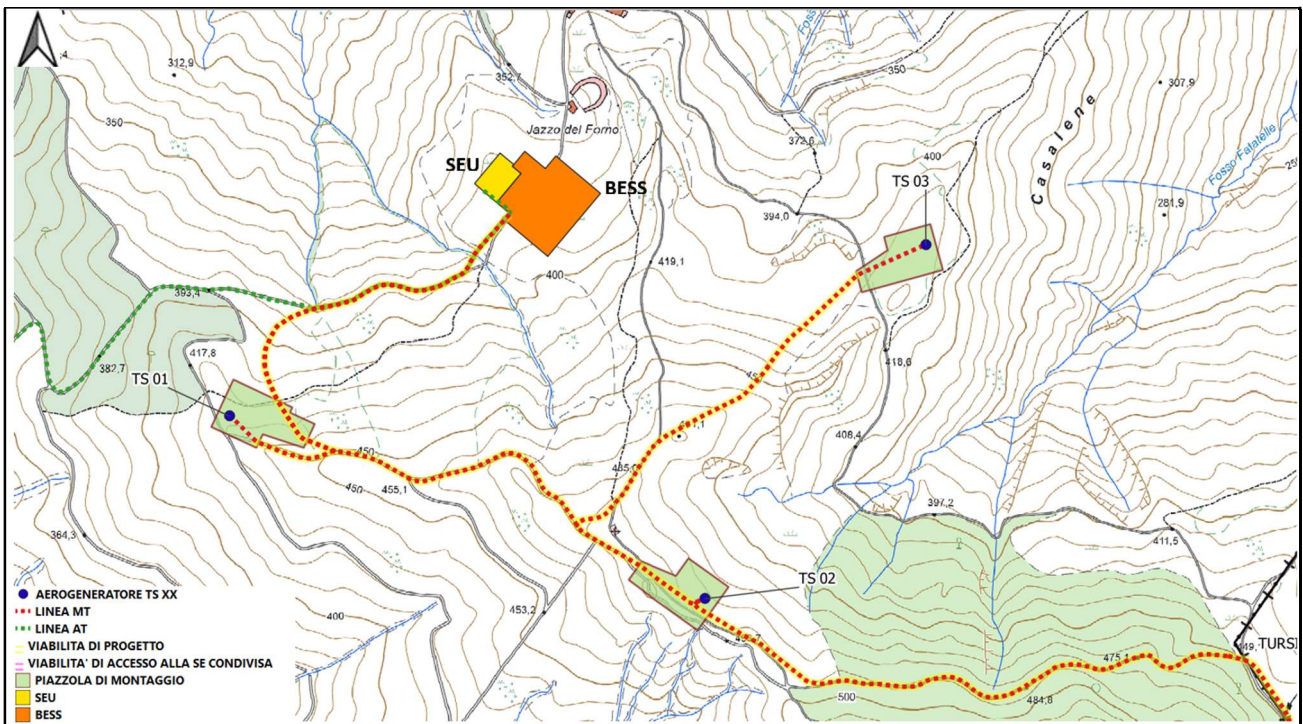 312,9
350
352,7
Jazzo del Forno
SEU
BESS
Fosso
350
372,6
400
307,9
Casalene
Fosso Fatatelle
281,9
TS 03
394,0
419,1
400
393,4
417,8
382,7
TS 01
418,6
408,4
450
450
455,1
364,3
397,2
411,5
TS 02
453,2
400
500
475,1
484,8
TURSI
AEROGENERATORE TS XX
LINEA MT
LINEA AT
VIABILITA DI PROGETTO
VIABILITA' DI ACCESSO ALLA SE CONDIVISA
PIAZZOLA DI MONTAGGIO
SEU
BESS